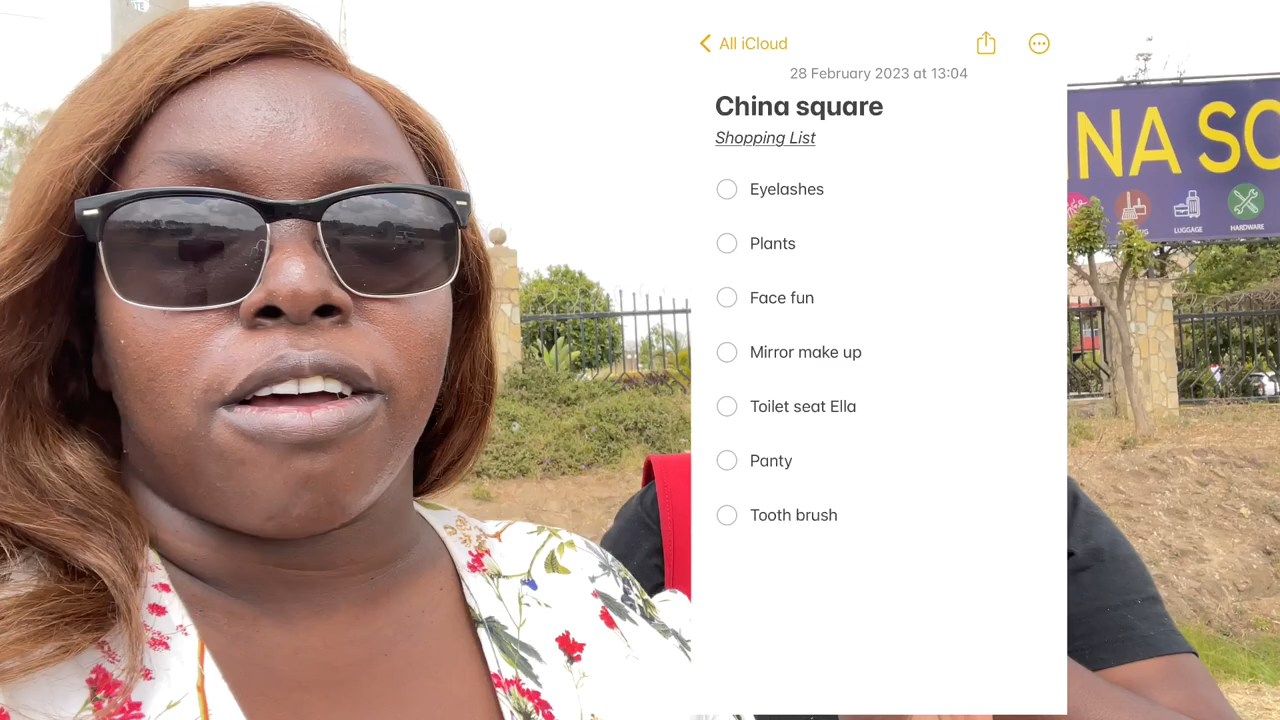 All iCloud
28 February 2023 at 13:04
China square
Shopping List
Eyelashes
Plants
Face fun
Mirror make up
Toilet seat Ella
Panty
Tooth brush
NA SQ
LUGGAGE
HARDWARE